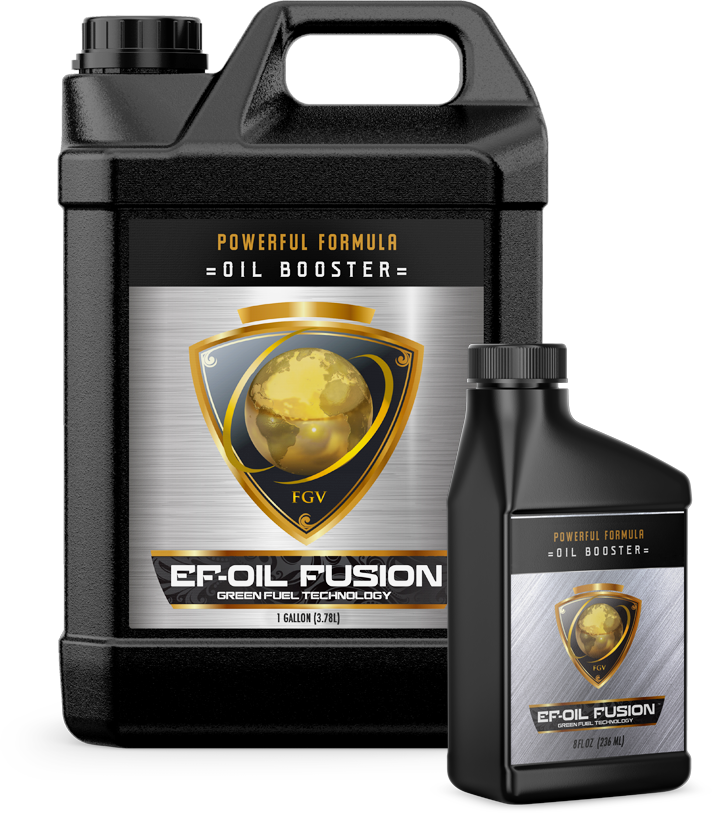 POWERFUL FORMULA
=OIL BOOSTER=
FGV
EF-OIL FUSION
GREEN FUEL TECHNOLOGY
1 GALLON (3.78L)
POWERFUL FORMULA
=OIL BOOSTER=
FGV
EF-OIL FUSION
GREEN FUEL TECHNOLOGY
8 FL OZ (236 ML)